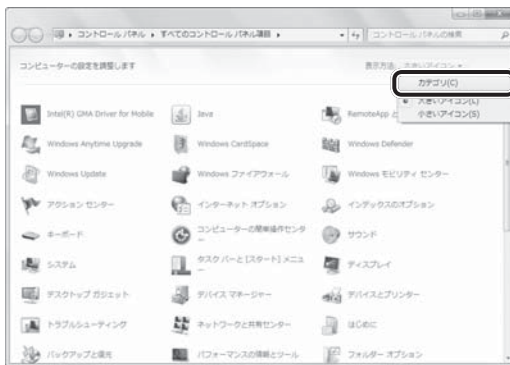 コントロール パネル ▸ すべてのコントロール パネル項目 ▸
コントロール パネルの検索
コンピューターの設定を調整します
表示方法: 大きいアイコン
カテゴリ(C)
大きいアイコン(L)
小さいアイコン(S)
Intel(R) GMA Driver for Mobile
Java
RemoteApp と
Windows Anytime Upgrade
Windows CardSpace
Windows Defender
Windows Update
Windows ファイアウォール
Windows モビリティ センター
アクション センター
インターネット オプション
インデックスのオプション
キーボード
コンピューターの簡単操作センタ
ー
サウンド
システム
タスク バーと [スタート] メニュ
ー
ディスプレイ
デスクトップ ガジェット
デバイス マネージャー
デバイスとプリンター
トラブルシューティング
ネットワークと共有センター
はじめに
バックアップと復元
パフォーマンスの情報とツール
フォルダー オプション